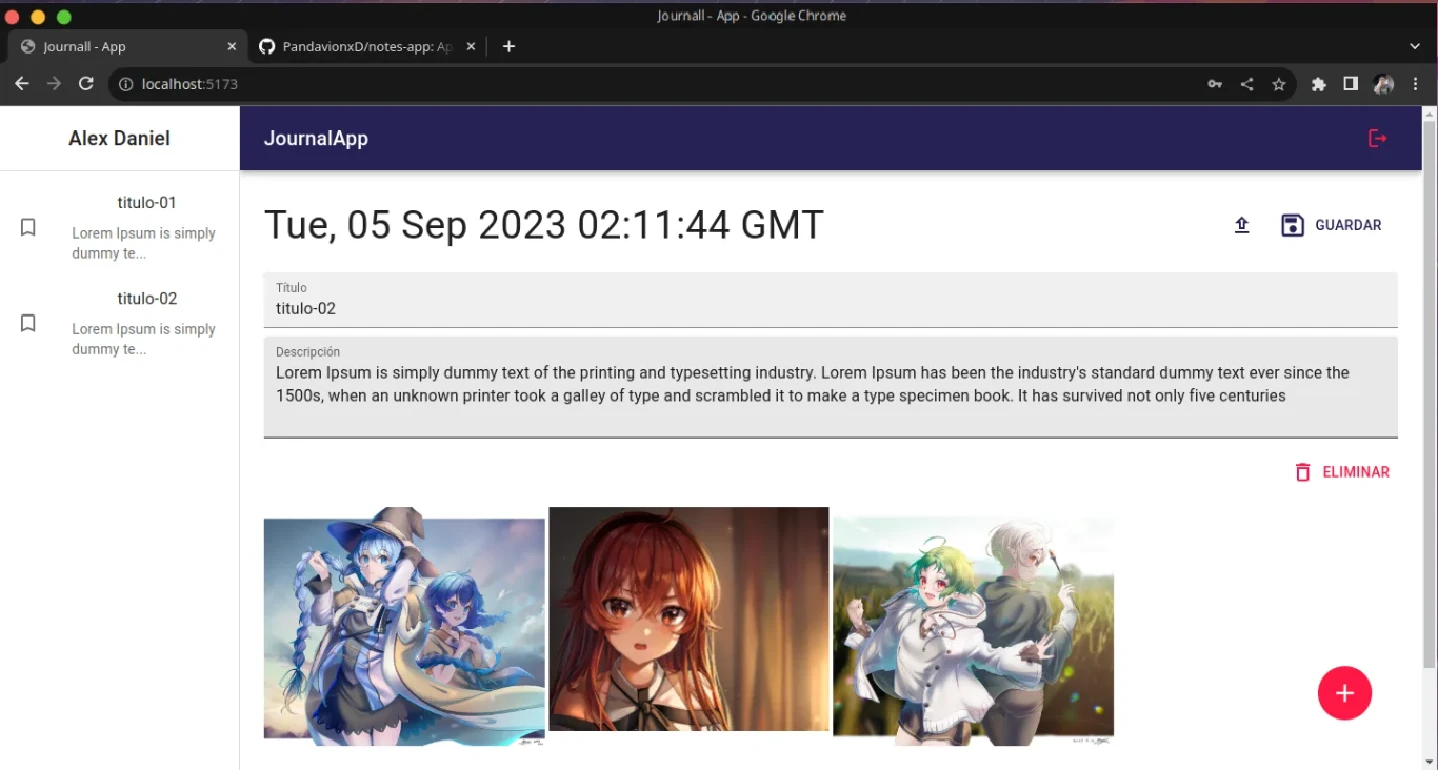 Journall - App - Google Chrome
Journall - App
PandavionxD/notes-app: Ap
localhost:5173
Alex Daniel
JournalApp
titulo-01
Lorem Ipsum is simply
dummy te...
titulo-02
Lorem Ipsum is simply
dummy te...
Tue, 05 Sep 2023 02:11:44 GMT
GUARDAR
Título
titulo-02
Descripción
Lorem Ipsum is simply dummy text of the printing and typesetting industry. Lorem Ipsum has been the industry's standard dummy text ever since the
1500s, when an unknown printer took a galley of type and scrambled it to make a type specimen book. It has survived not only five centuries
ELIMINAR